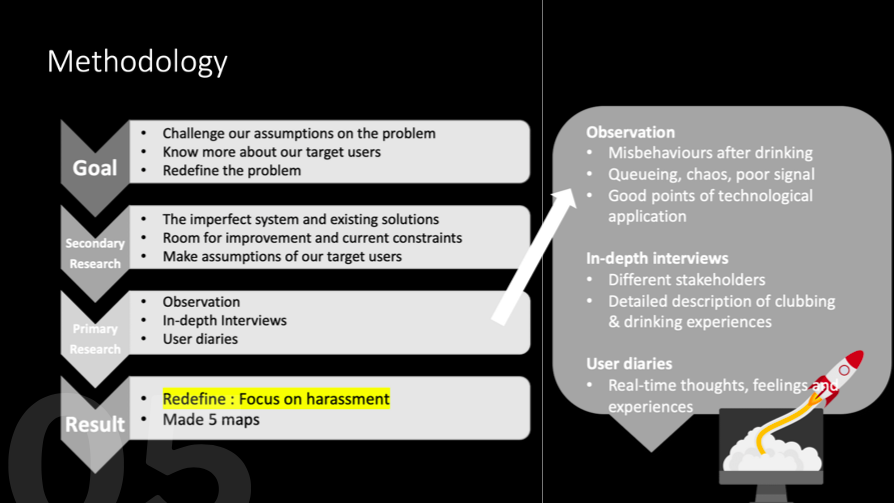 Methodology
Goal
• Challenge our assumptions on the problem
• Know more about our target users
• Redefine the problem
Secondary
Research
• The imperfect system and existing solutions
• Room for improvement and current constraints
• Make assumptions of our target users
Primary
Research
• Observation
• In-depth Interviews
• User diaries
Result
• Redefine : Focus on harassment
• Made 5 maps
05
Observation
• Misbehaviours after drinking
• Queueing, chaos, poor signal
• Good points of technological
application
In-depth interviews
• Different stakeholders
• Detailed description of clubbing
& drinking experiences
User diaries
• Real-time thoughts, feelings and
experiences